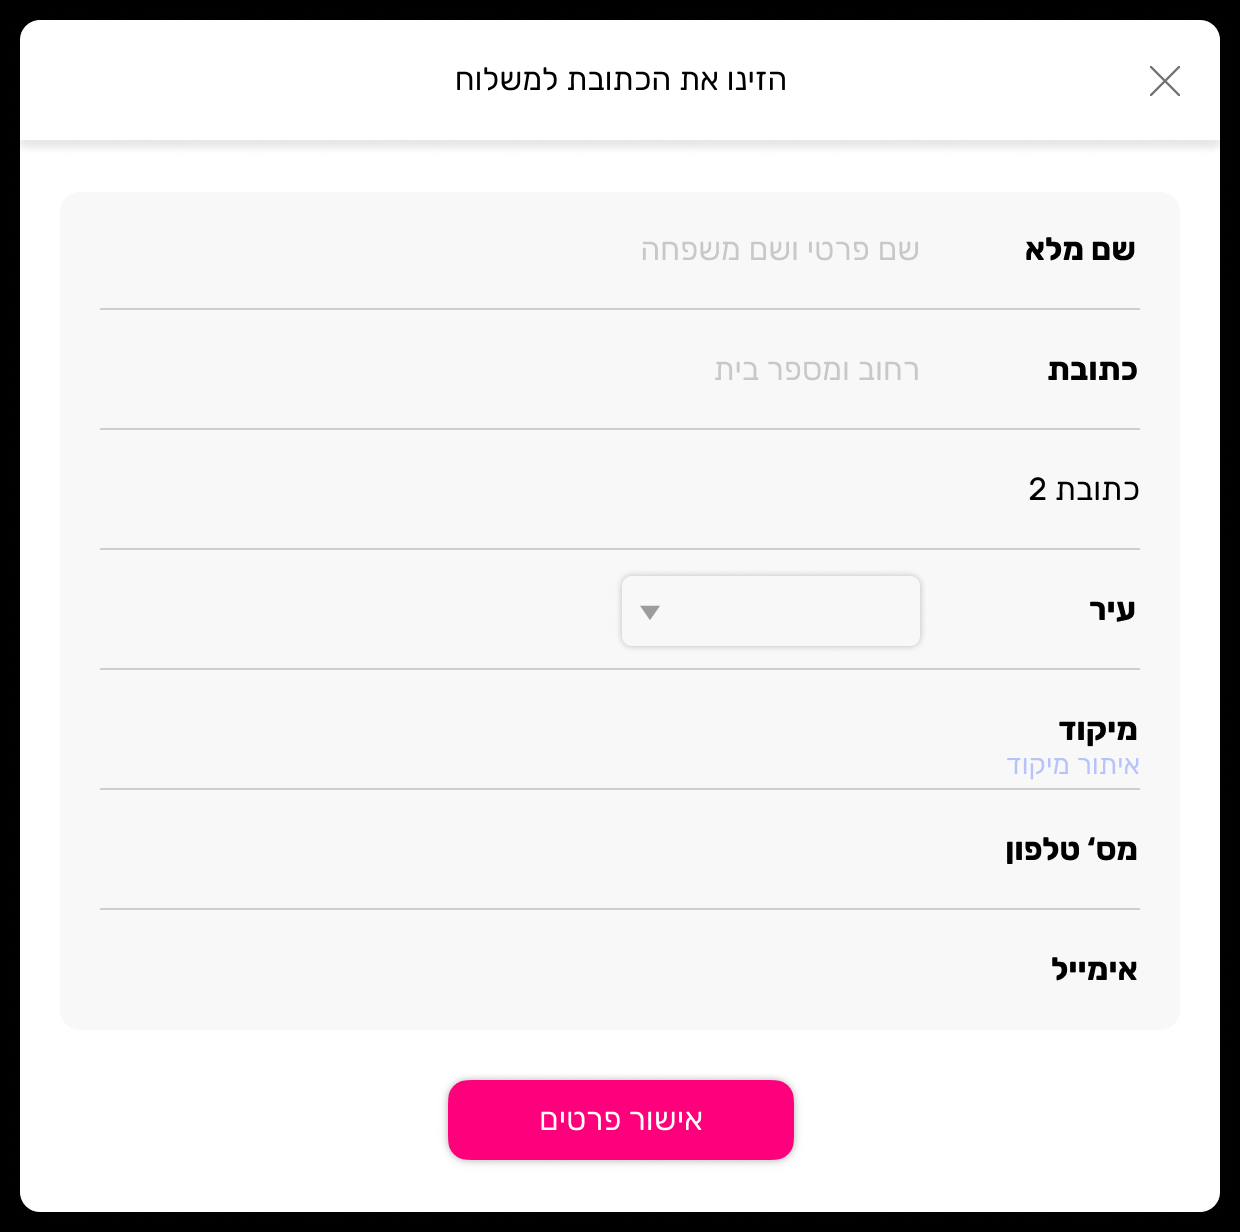 הזינו את הכתובת למשלוח
שם מלא שם פרטי ושם משפחה
כתובת רחוב ומספר בית
כתובת 2
עיר
מיקוד
איתור מיקוד
מס‘ טלפון
אימייל
אישור פרטים